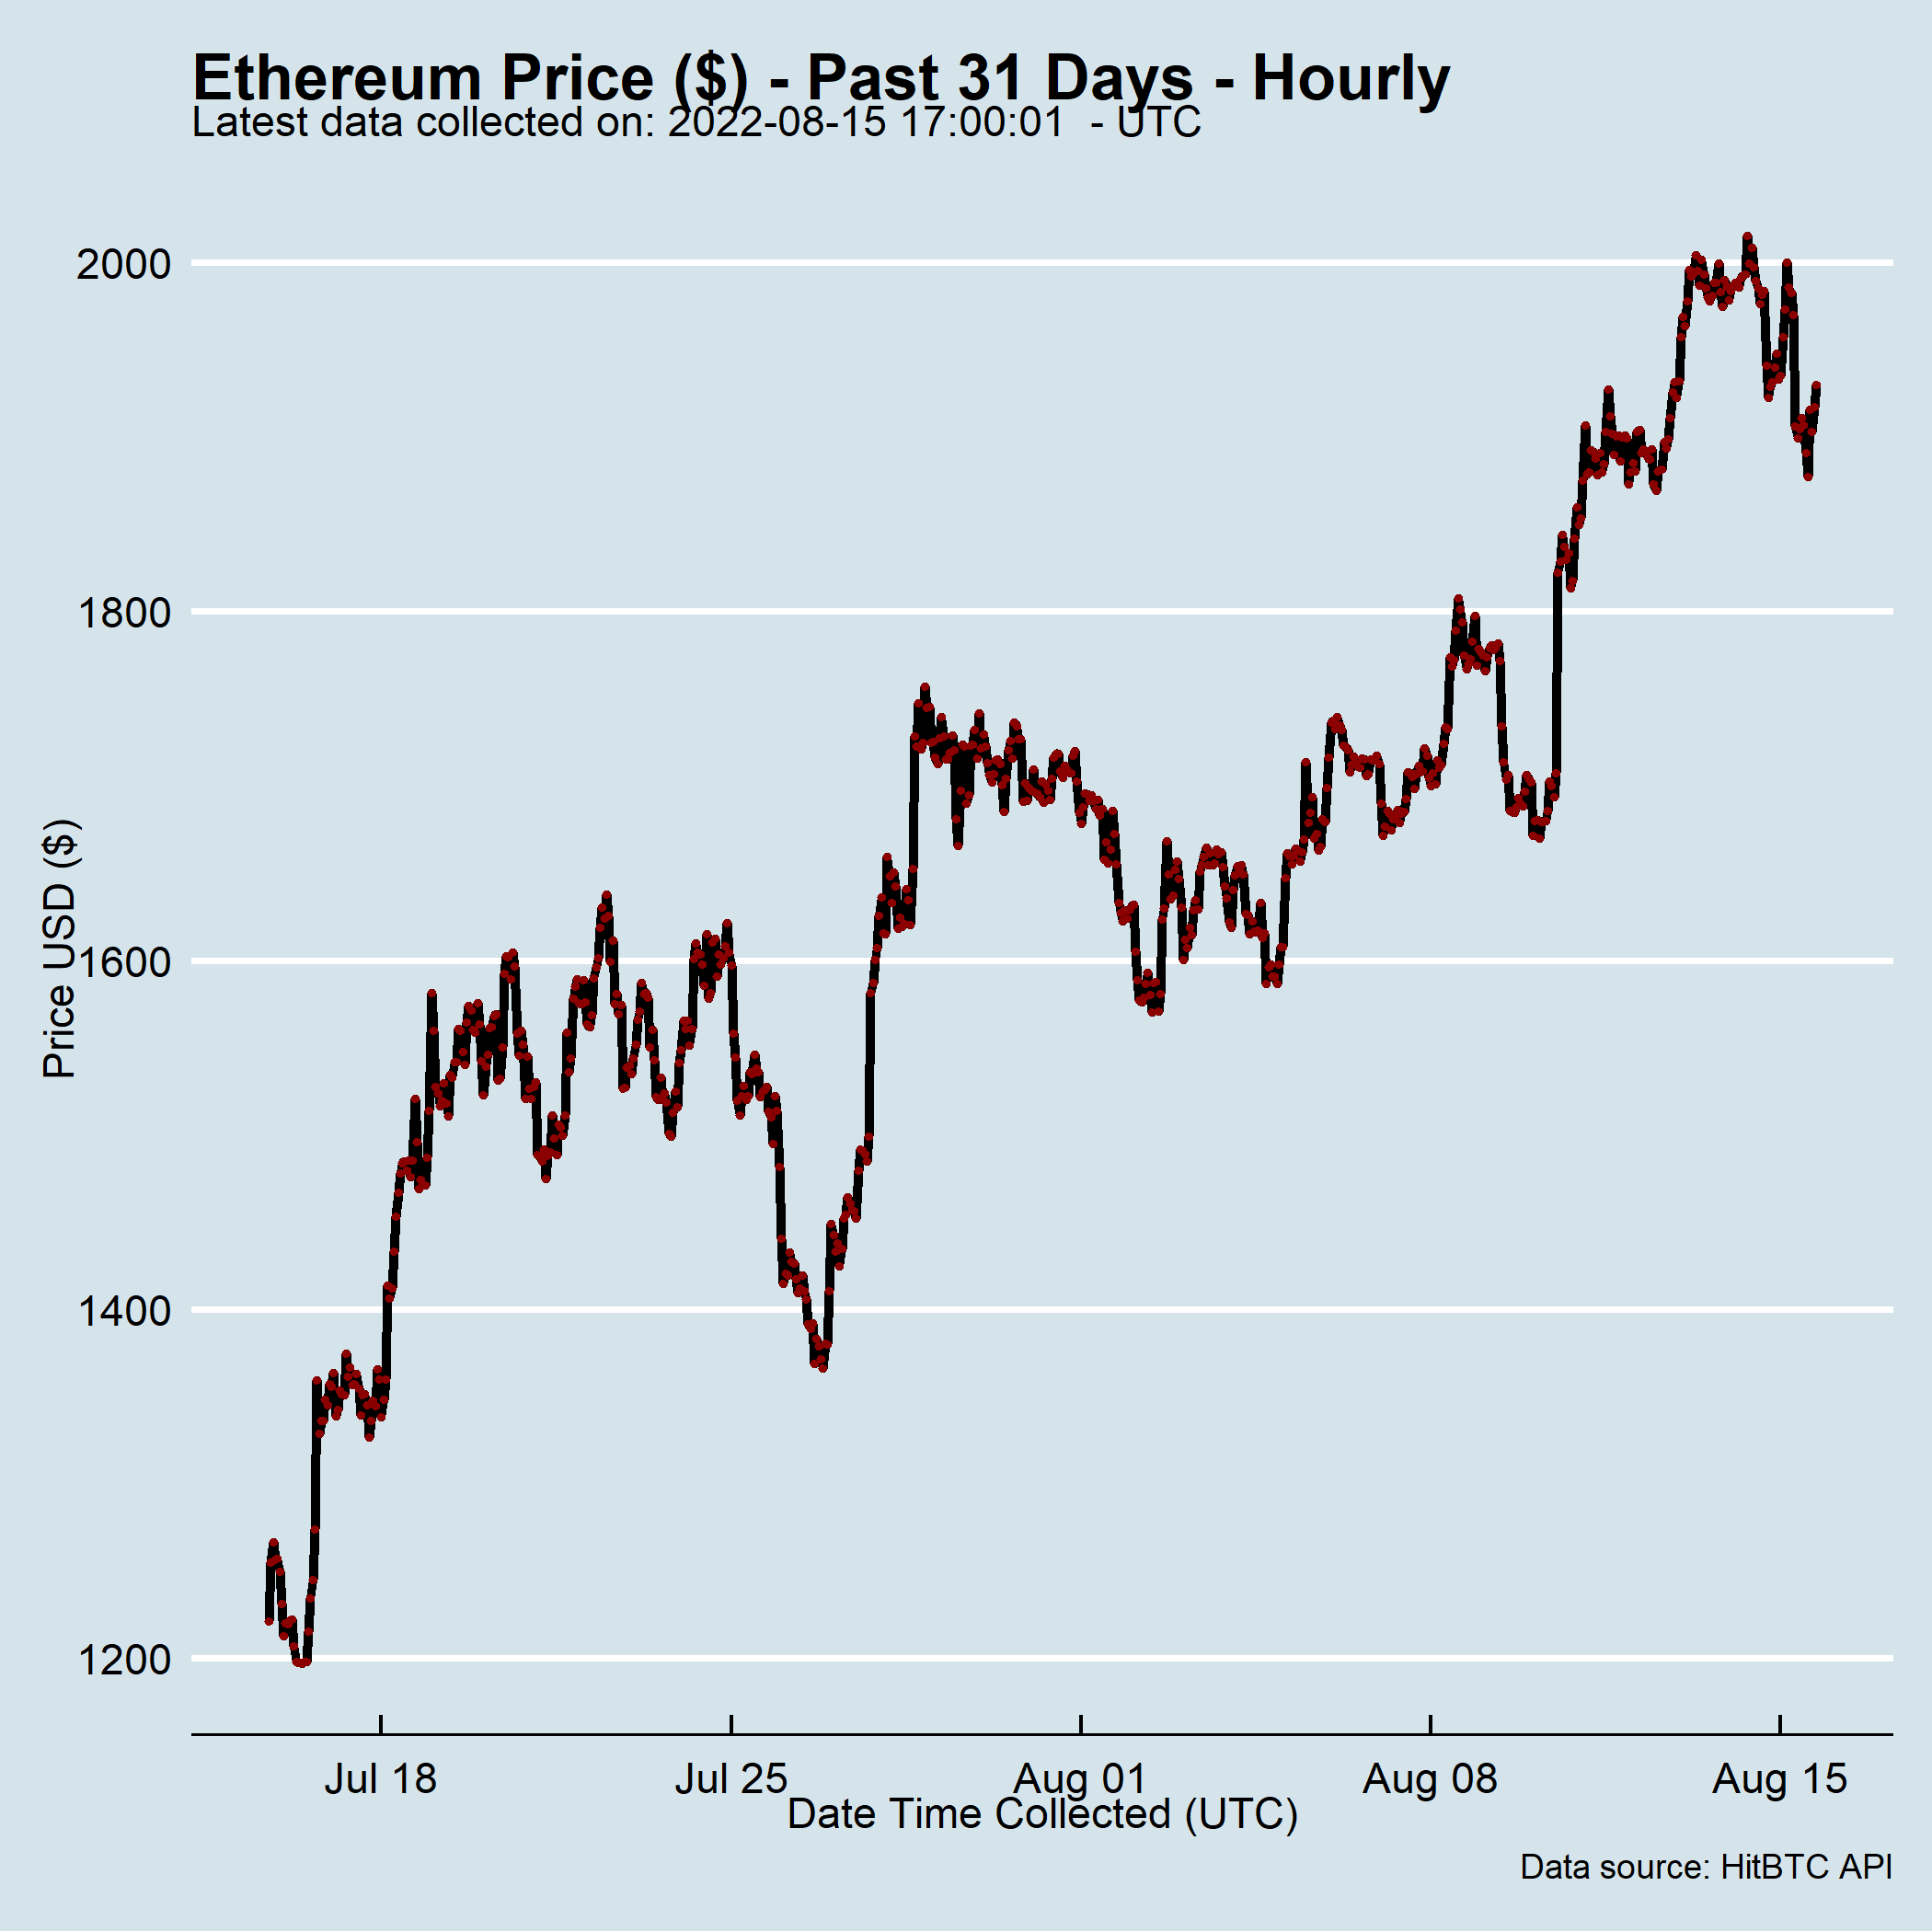 Ethereum Price ($) - Past 31 Days - Hourly
Latest data collected on: 2022-08-15 17:00:01  - UTC
2000
1800
1600
1400
1200
Price USD ($)
Jul 18
Jul 25
Aug 01
Aug 08
Aug 15
Date Time Collected (UTC)
Data source: HitBTC API